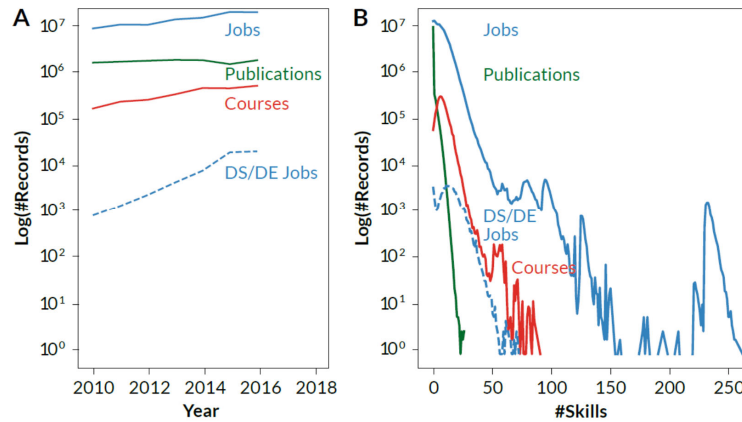 A
Log(#Records)
10⁷
10⁶
10⁵
10⁴
10³
10²
10¹
10⁰
Jobs
Publications
Courses
DS/DE Jobs
2010 2012 2014 2016 2018
Year
B
Log(#Records)
10⁷
10⁶
10⁵
10⁴
10³
10²
10¹
10⁰
Jobs
Publications
DS/DE
Jobs
Courses
0 50 100 150 200 250
#Skills